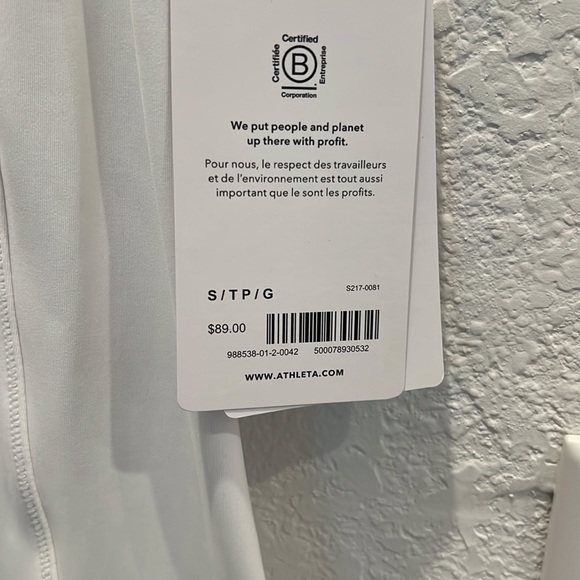 Certified
Certifiée
B
Entreprise
Corporation
We put people and planet
up there with profit.
Pour nous, le respect des travailleurs
et de l'environnement est tout aussi
important que le sont les profits.
S / T P / G
S217-0081
$89.00
988538-01-2-0042 500078930532
WWW.ATHLETA.COM